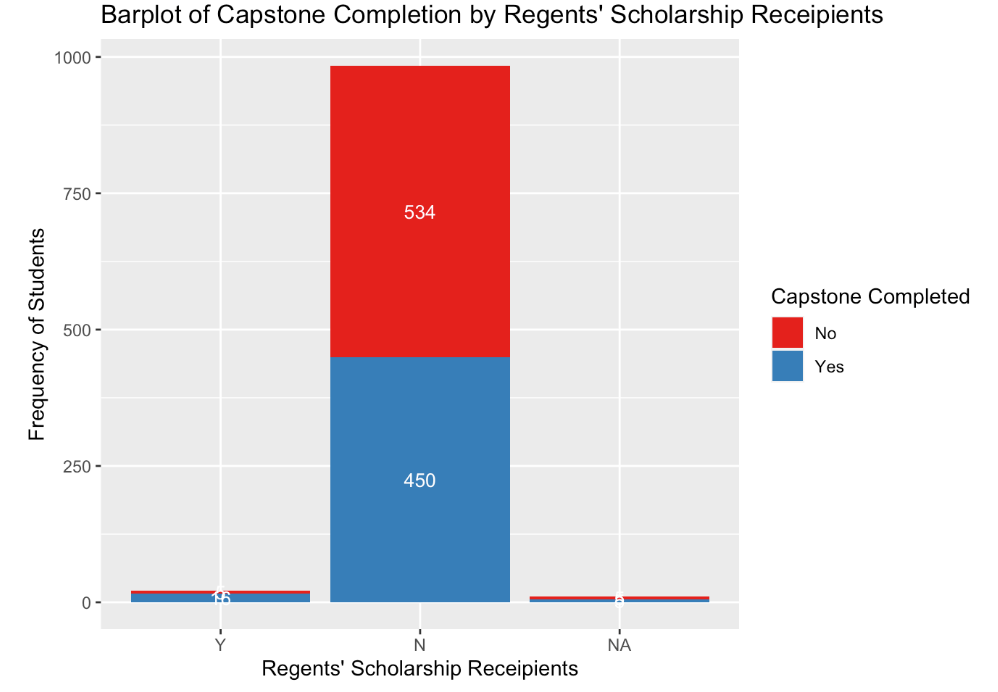 Barplot of Capstone Completion by Regents' Scholarship Receipients
Frequency of Students
1000
750
500
250
0
534
450
16
Y
N
NA
Regents' Scholarship Receipients
Capstone Completed
No
Yes